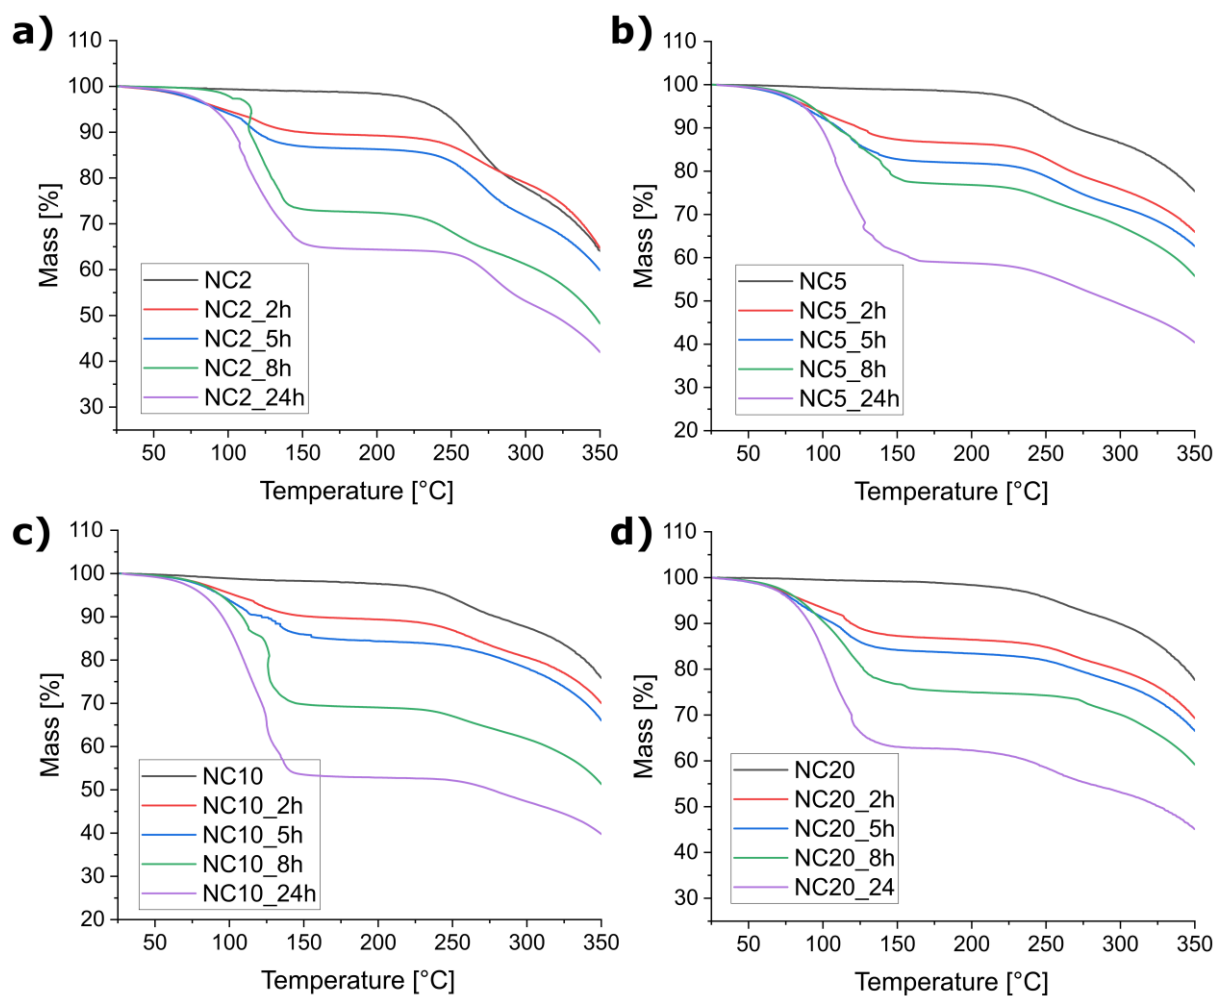 a)
110
100
90
80
70
60
50
40
30
Mass [%]
NC2
NC2_2h
NC2_5h
NC2_8h
NC2_24h
50 100 150 200 250 300 350
Temperature [°C]
b)
110
100
90
80
70
60
50
40
30
20
Mass [%]
NC5
NC5_2h
NC5_5h
NC5_8h
NC5_24h
50 100 150 200 250 300 350
Temperature [°C]
c)
110
100
90
80
70
60
50
40
30
20
Mass [%]
NC10
NC10_2h
NC10_5h
NC10_8h
NC10_24h
50 100 150 200 250 300 350
Temperature [°C]
d)
110
100
90
80
70
60
50
40
30
Mass [%]
NC20
NC20_2h
NC20_5h
NC20_8h
NC20_24
50 100 150 200 250 300 350
Temperature [°C]